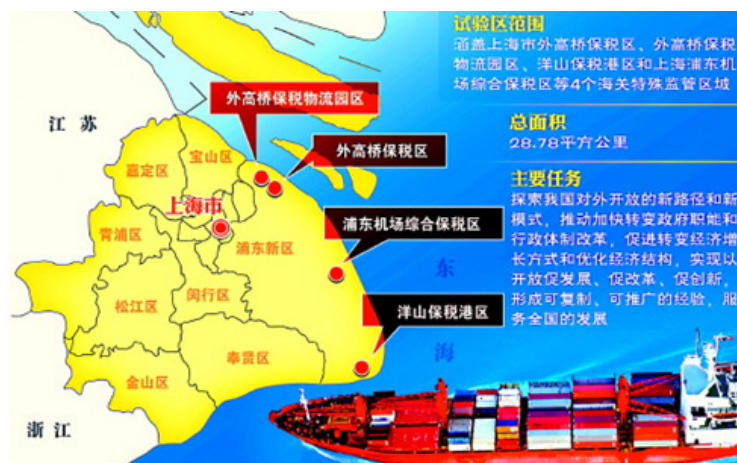 试验区范围
涵盖上海市外高桥保税区、外高桥保税
物流园区、洋山保税港区和上海浦东机
场综合保税区等4个海关特殊监管区域
总面积
28.78平方公里
主要任务
探索我国对外开放的新路径和新
模式，推动加快转变政府职能和
行政体制改革，促进转变经济增
长方式和优化经济结构，实现以
开放促发展、促改革、促创新，
形成可复制、可推广的经验，服
务全国的发展
外高桥保税物流园区
江苏
宝山区
外高桥保税区
嘉定区
上海市
浦东机场综合保税区
青浦区
浦东新区
东海
松江区
闵行区
洋山保税港区
奉贤区
金山区
浙江